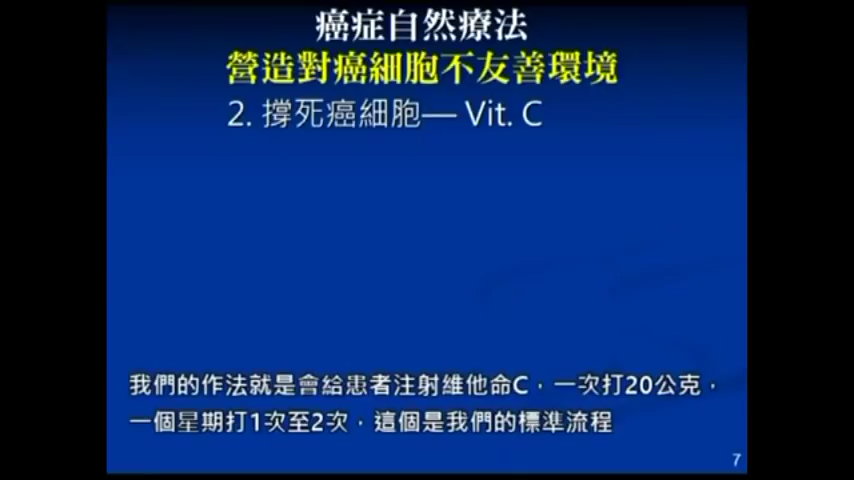 癌症自然療法
營造對癌細胞不友善環境
2. 撐死癌細胞— Vit. C
我們的作法就是會給患者注射維他命C，一次打20公克，
一個星期打1次至2次，這個是我們的標準流程
7